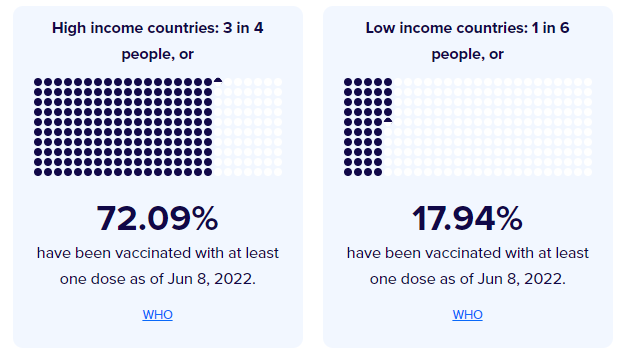 High income countries: 3 in 4
people, or
72.09%
have been vaccinated with at least
one dose as of Jun 8, 2022.
WHO
Low income countries: 1 in 6
people, or
17.94%
have been vaccinated with at least
one dose as of Jun 8, 2022.
WHO